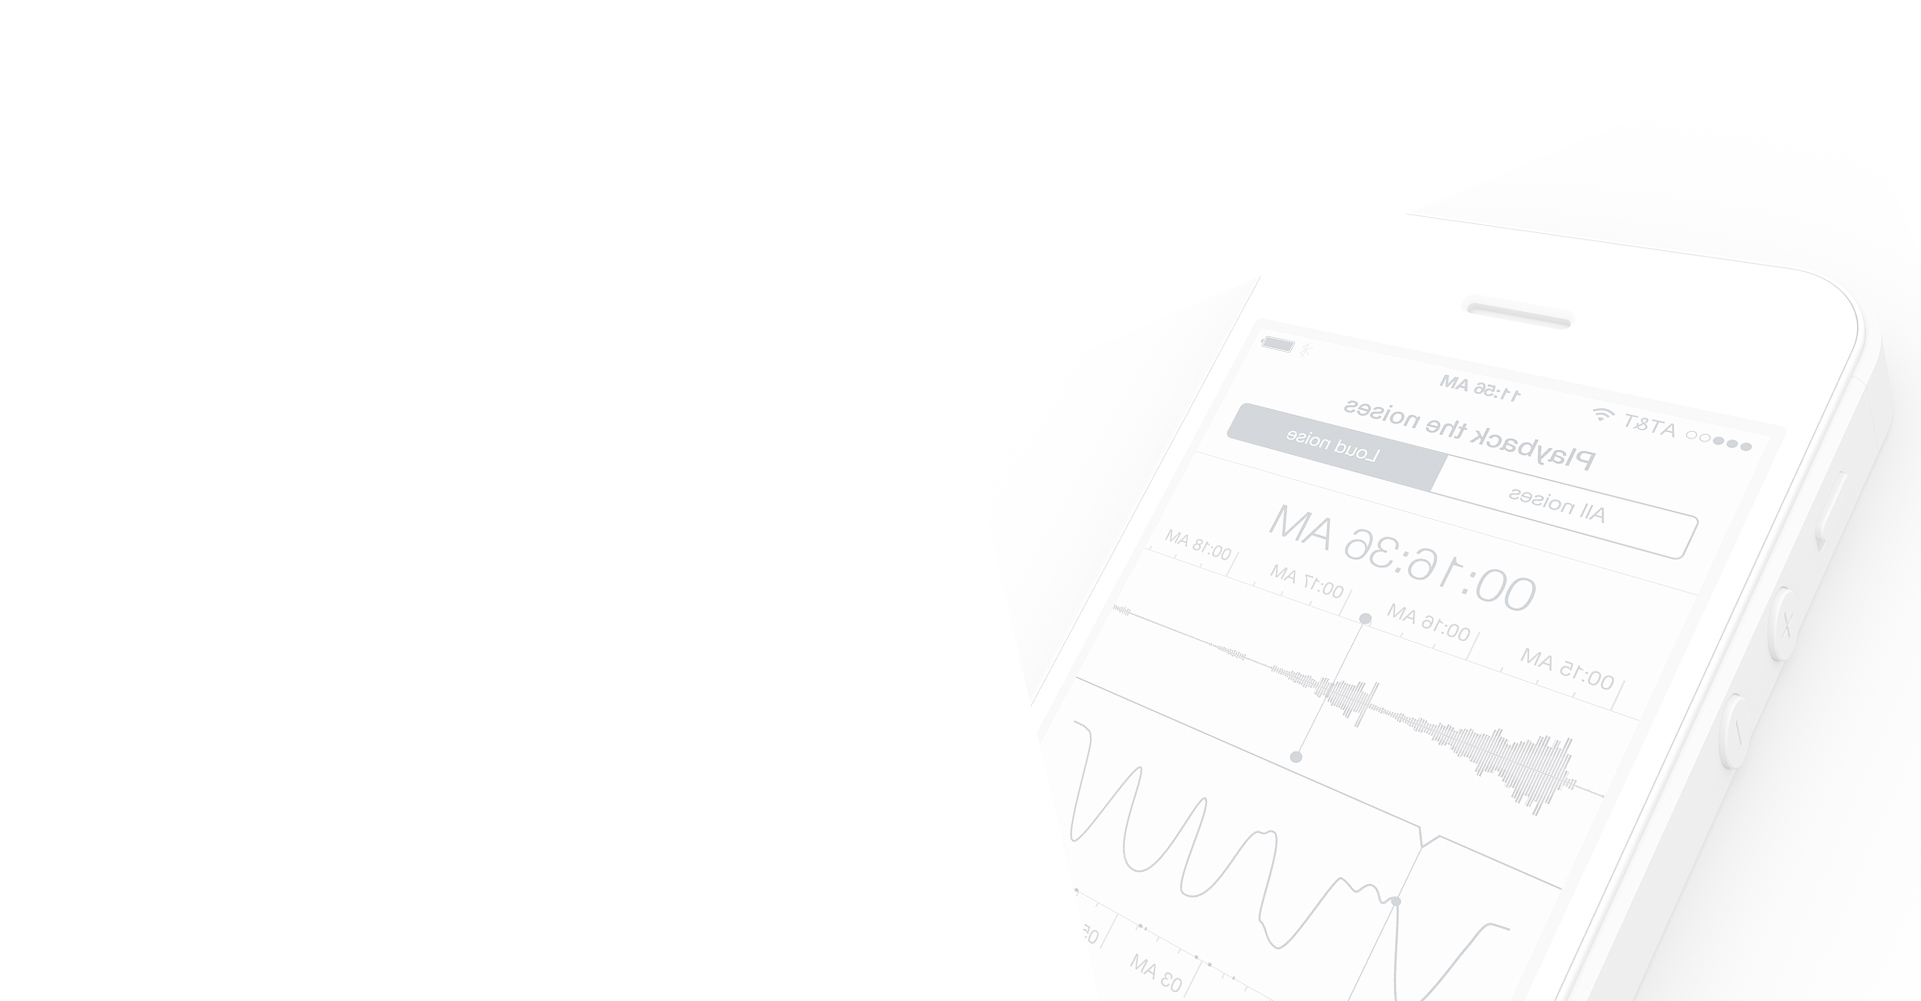 ●●●○○ AT&T
11:56 AM
Playback the noises
All noises
Loud noise
00:16:36 AM
00:15 AM
00:16 AM
00:17 AM
00:18 AM
03 AM
05